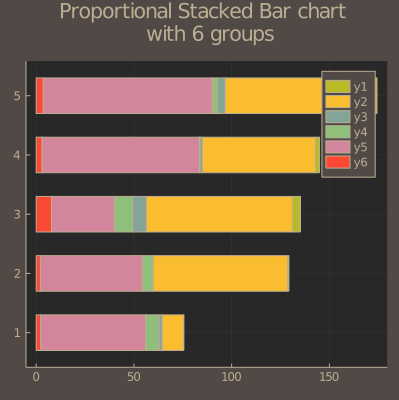 Proportional Stacked Bar chart
with 6 groups
5
4
3
2
1
0
50
100
150
y1
y2
y3
y4
y5
y6